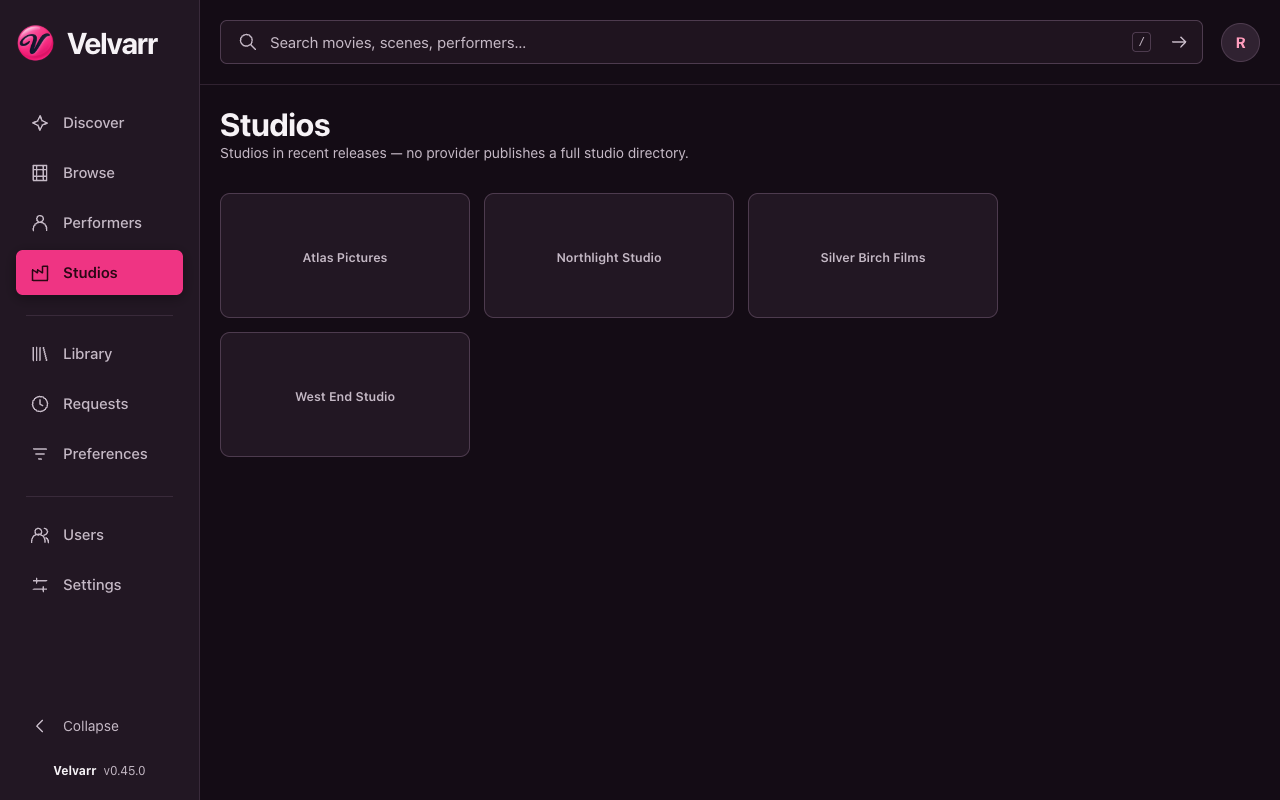 Velvarr
Search movies, scenes, performers...
/
R
Discover
Browse
Performers
Studios
Library
Requests
Preferences
Users
Settings
Collapse
Velvarr v0.45.0
Studios
Studios in recent releases — no provider publishes a full studio directory.
Atlas Pictures
Northlight Studio
Silver Birch Films
West End Studio